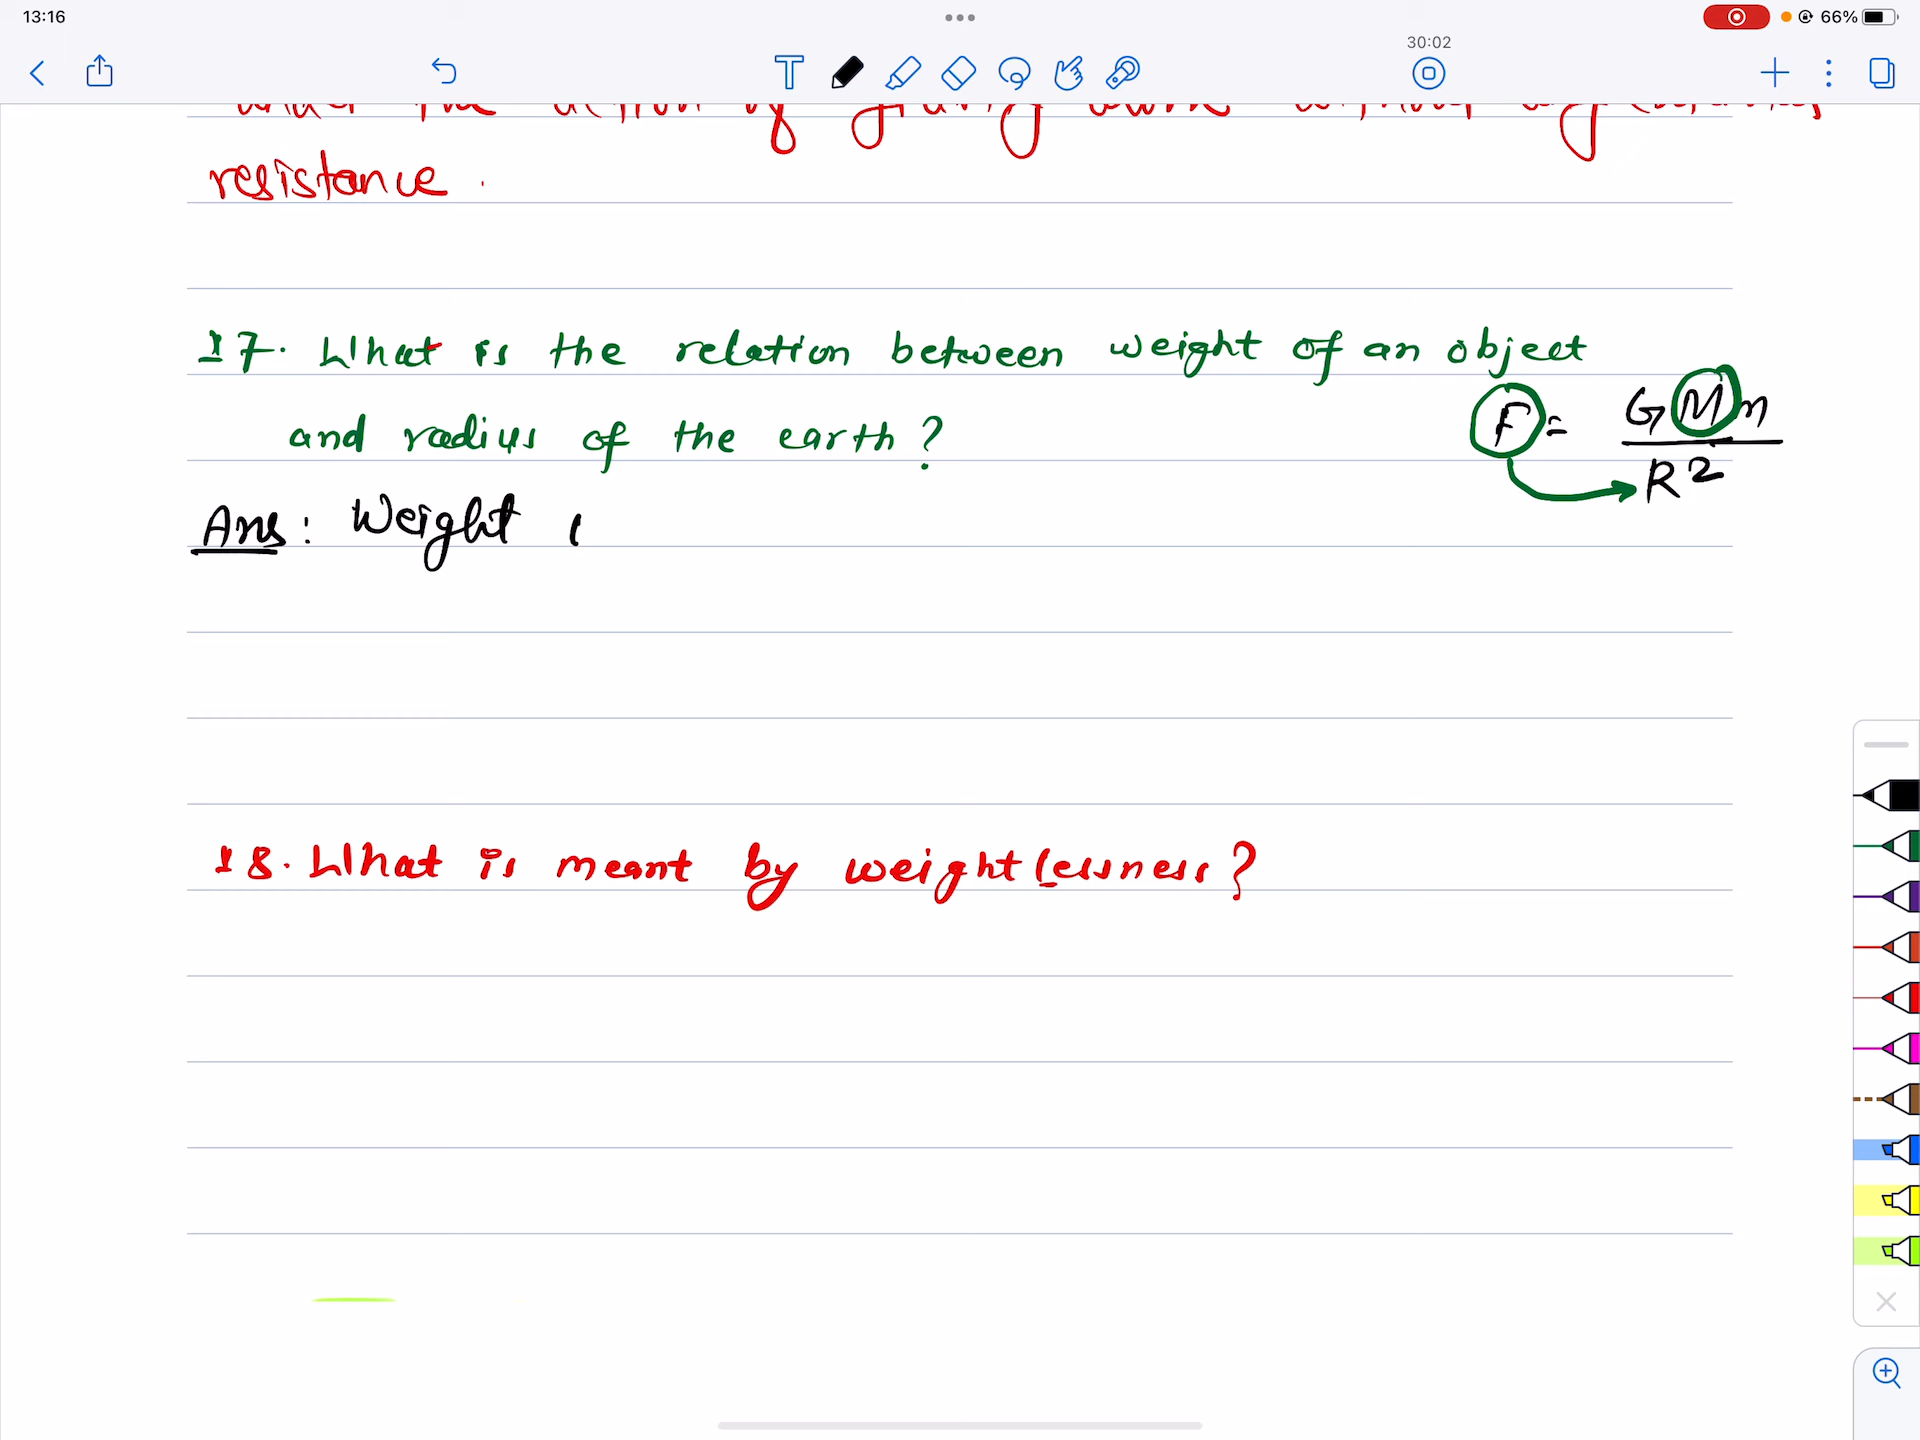 13:16
66%
30:02
resistance.
17. What is the relation between weight of an object
and radius of the earth?
F = GMm
R²
Ans: Weight (
18. What is meant by weightlessness?